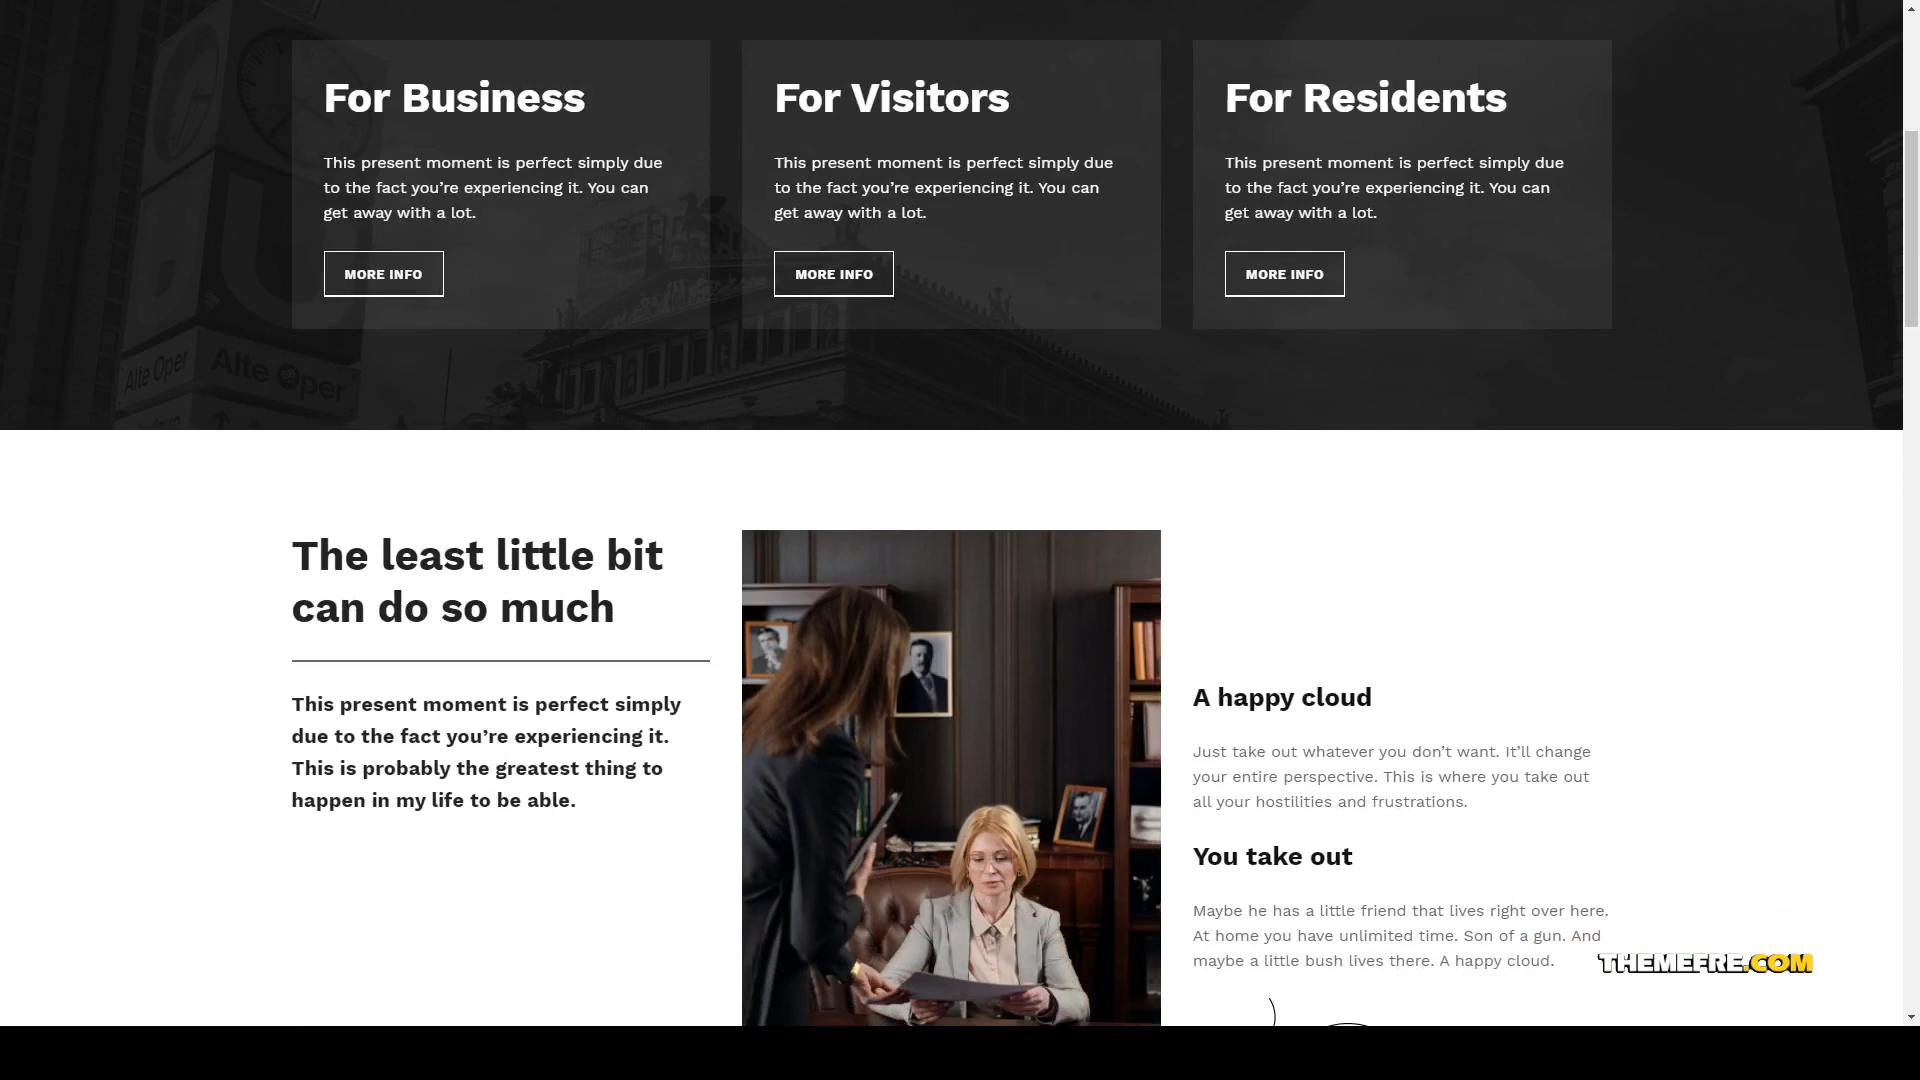 For Business
This present moment is perfect simply due
to the fact you’re experiencing it. You can
get away with a lot.
MORE INFO
For Visitors
This present moment is perfect simply due
to the fact you’re experiencing it. You can
get away with a lot.
MORE INFO
For Residents
This present moment is perfect simply due
to the fact you’re experiencing it. You can
get away with a lot.
MORE INFO
Alte Oper
Alte Oper
The least little bit
can do so much
This present moment is perfect simply
due to the fact you’re experiencing it.
This is probably the greatest thing to
happen in my life to be able.
A happy cloud
Just take out whatever you don’t want. It’ll change
your entire perspective. This is where you take out
all your hostilities and frustrations.
You take out
Maybe he has a little friend that lives right over here.
At home you have unlimited time. Son of a gun. And
maybe a little bush lives there. A happy cloud.
THEMEFRE.COM